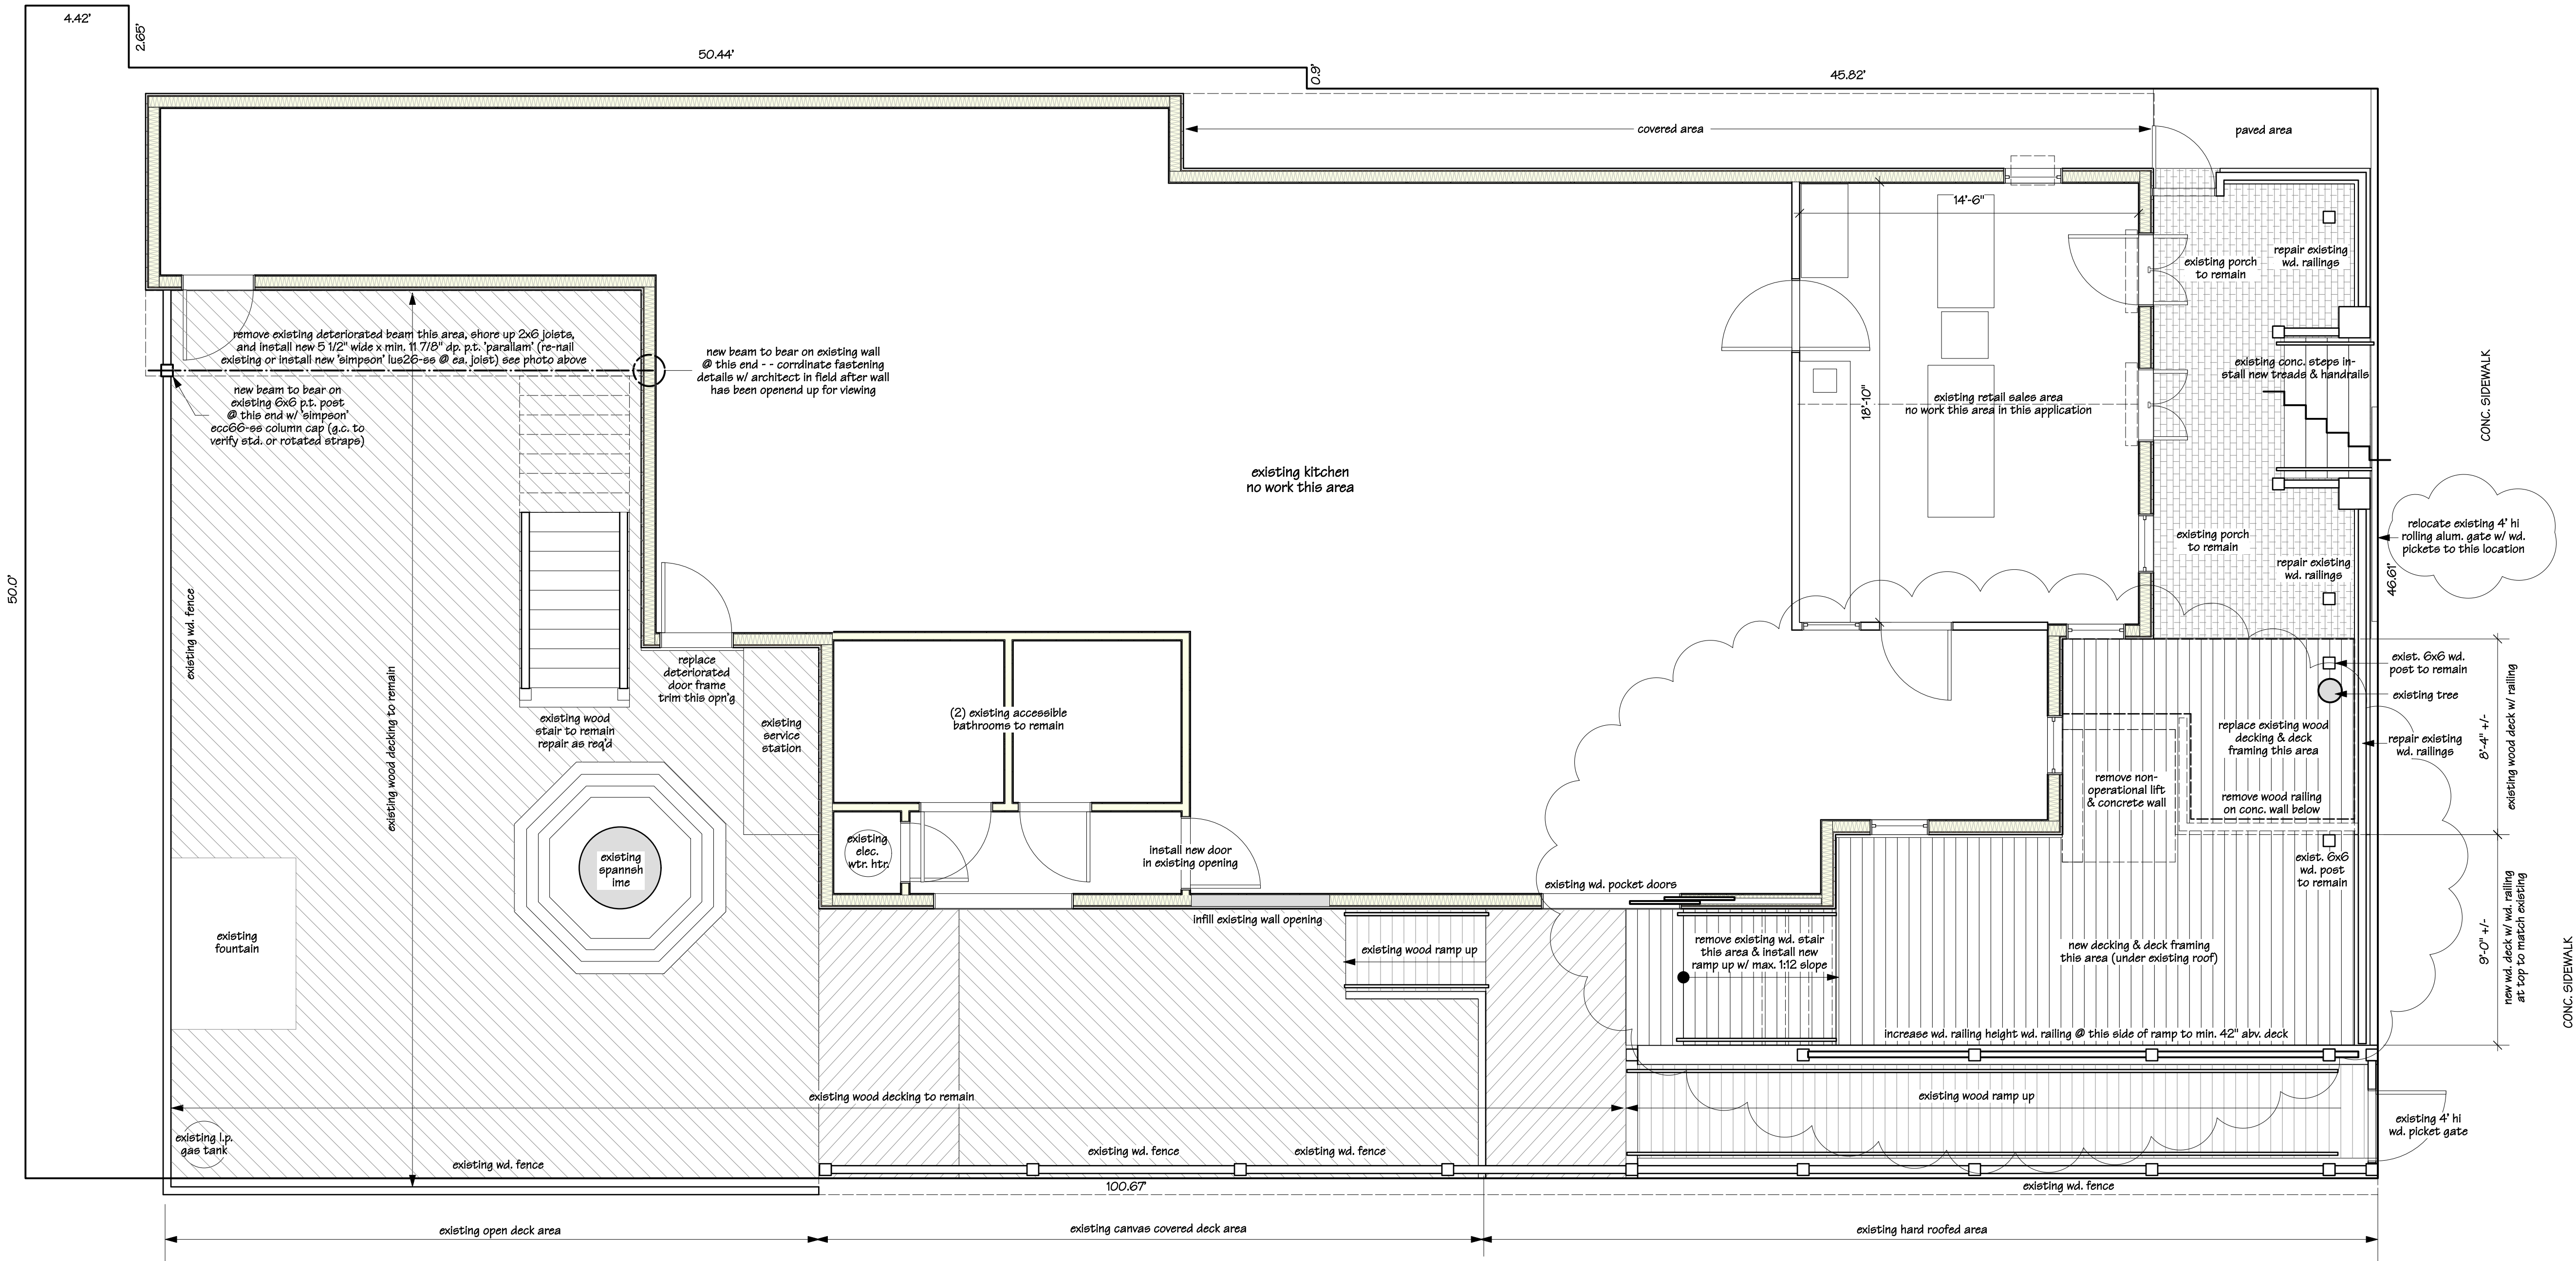 4.42'
2.65'
50.44'
0.9'
45.82'
covered area
paved area
14'-6"
existing porch
to remain
repair existing
wd. railings
remove existing deteriorated beam this area, shore up 2x6 joists,
and install new 5 1/2" wide x min. 11 7/8" dp. p.t. 'parallam' (re-nail
existing or install new 'simpson' lus26-ss @ ea. joist) see photo above
new beam to bear on existing wall
@ this end - - corrdinate fastening
details w/ architect in field after wall
has been openend up for viewing
new beam to bear on
existing 6x6 p.t. post
@ this end w/ 'simpson'
ecc66-ss column cap (g.c. to
verify std. or rotated straps)
existing conc. steps in-
stall new treads & handrails
18'-10"
existing retail sales area
no work this area in this application
CONC. SIDEWALK
existing kitchen
no work this area
relocate existing 4' hi
rolling alum. gate w/ wd.
pickets to this location
existing porch
to remain
repair existing
wd. railings
46.61'
50.0'
existing wd. fence
existing wood decking to remain
replace
deteriorated
door frame
trim this opn'g
existing wood
stair to remain
repair as req'd
existing
service
station
(2) existing accessible
bathrooms to remain
exist. 6x6 wd.
post to remain
existing tree
replace existing wood
decking & deck
framing this area
repair existing
wd. railings
8'-4" +/-
existing wood deck w/ railing
remove non-
operational lift
& concrete wall
remove wood railing
on conc. wall below
existing
elec.
wtr. htr.
install new door
in existing opening
existing
spannsh
ime
existing wd. pocket doors
exist. 6x6
wd. post
to remain
existing
fountain
infill existing wall opening
existing wood ramp up
remove existing wd. stair
this area & install new
ramp up w/ max. 1:12 slope
new decking & deck framing
this area (under existing roof)
9'-0" +/-
new wd. deck w/ wd. railing
at top to match existing
CONC. SIDEWALK
increase wd. railing height wd. railing @ this side of ramp to min. 42" abv. deck
existing wood decking to remain
existing wood ramp up
existing 4' hi
wd. picket gate
existing l.p.
gas tank
existing wd. fence
existing wd. fence
existing wd. fence
100.67'
existing wd. fence
existing open deck area
existing canvas covered deck area
existing hard roofed area